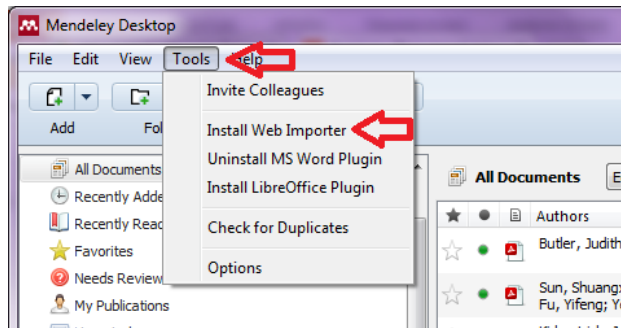 Mendeley Desktop
File Edit View Tools Help
Add
Invite Colleagues
Install Web Importer
Uninstall MS Word Plugin
Install LibreOffice Plugin
Check for Duplicates
Options
All Documents
Recently Adde
Recently Read
Favorites
Needs Review
My Publications
All Documents E
Authors
Butler, Judith
Sun, Shuangx
Fu, Yifeng; Y